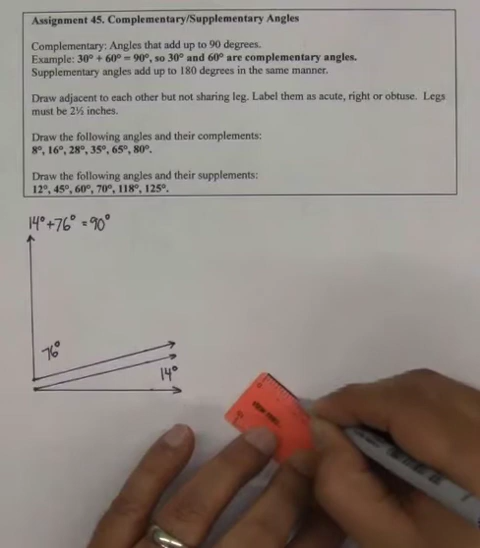 Assignment 45. Complementary/Supplementary Angles
Complementary: Angles that add up to 90 degrees.
Example: 30° + 60° = 90°, so 30° and 60° are complementary angles.
Supplementary angles add up to 180 degrees in the same manner.
Draw adjacent to each other but not sharing leg. Label them as acute, right or obtuse. Legs
must be 2½ inches.
Draw the following angles and their complements:
8°, 16°, 28°, 35°, 65°, 80°.
Draw the following angles and their supplements:
12°, 45°, 60°, 70°, 118°, 125°.
14°+76° = 90°
76°
14°